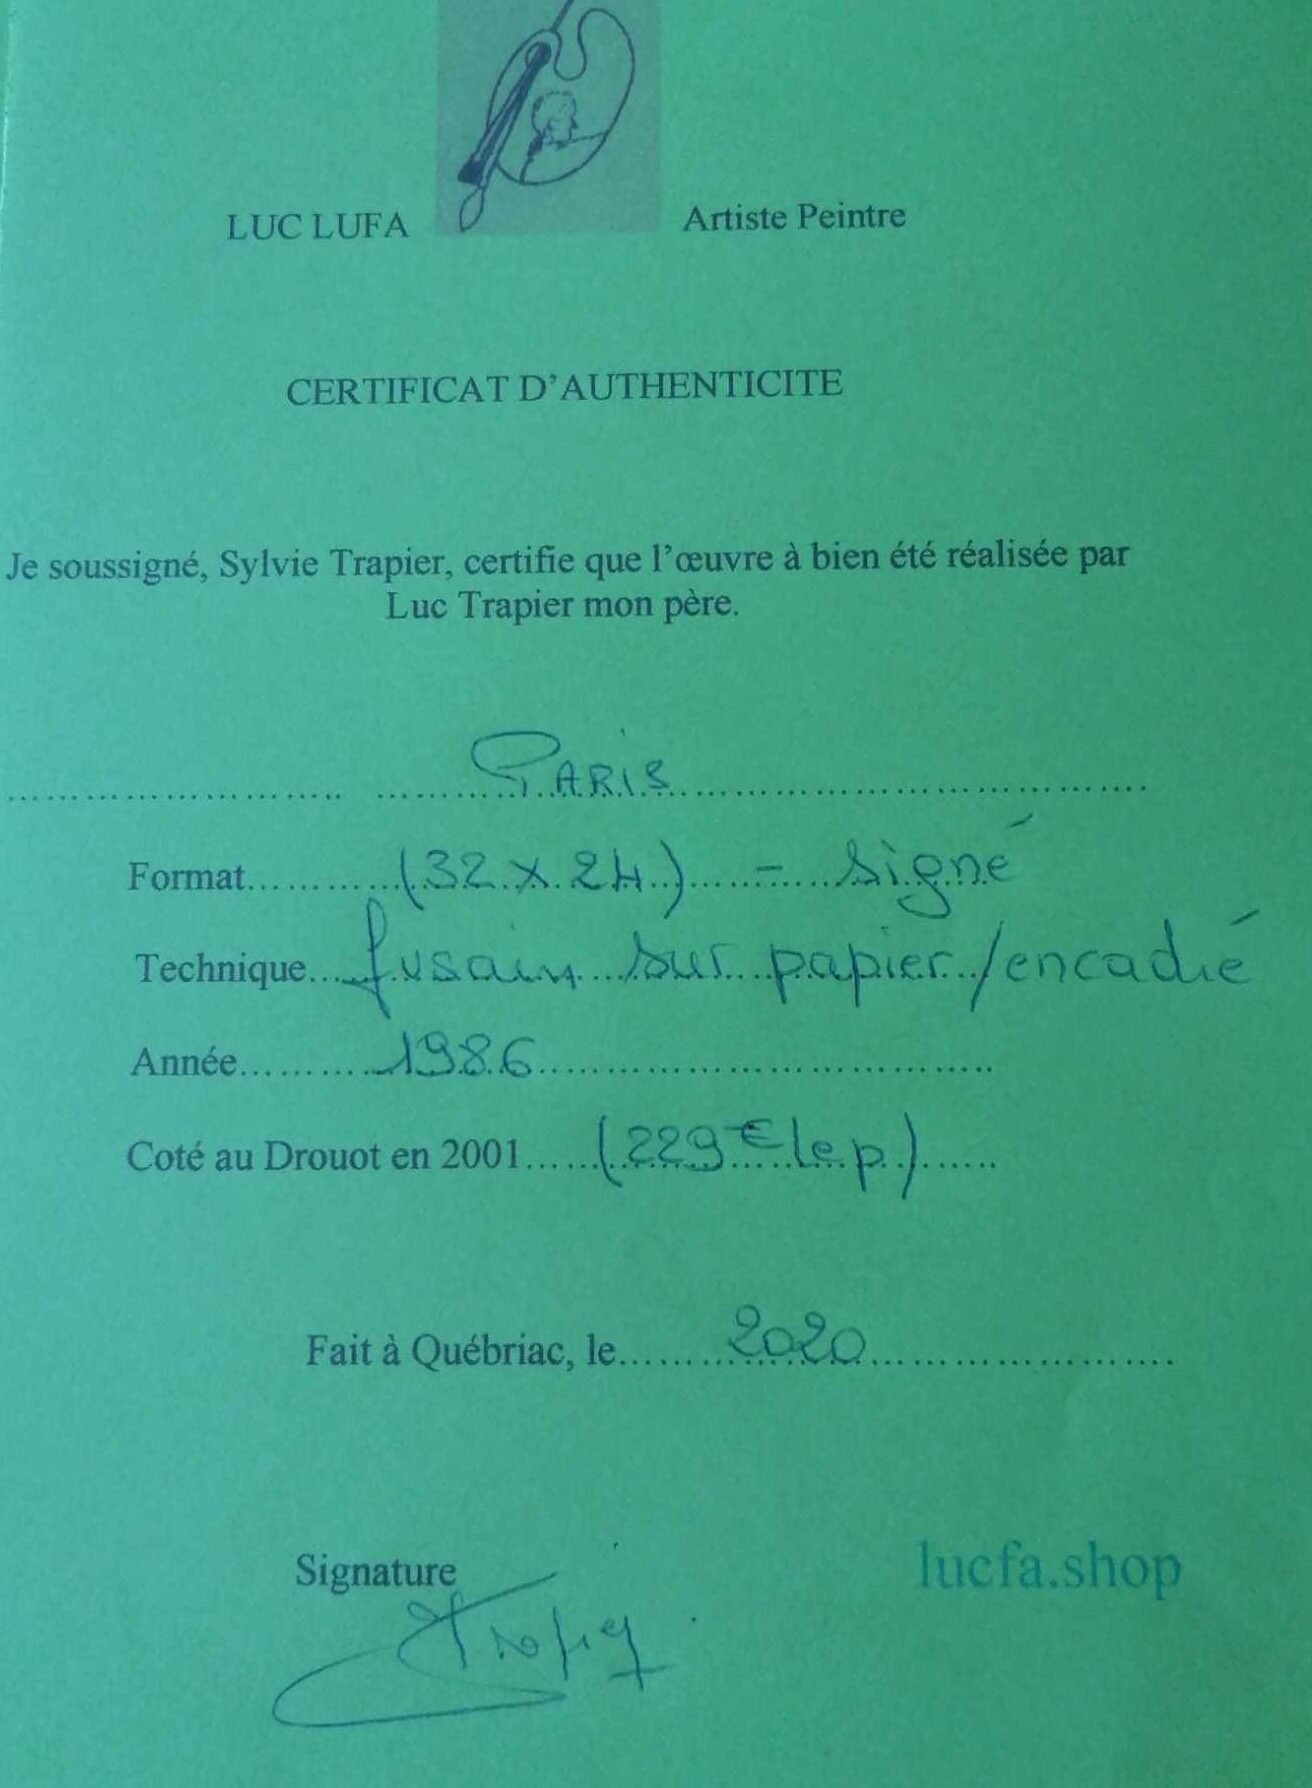 LUC LUFA Artiste Peintre
CERTIFICAT D'AUTHENTICITE
Je soussigné, Sylvie Trapier, certifie que l'œuvre à bien été réalisée par
Luc Trapier mon père.
........................ ............PARIS....................................
Format............(32 x 24)......-......signé
Technique...fusain sur papier/encadié
Année............1986....................................
Coté au Drouot en 2001......(229€ le p)......
Fait à Québriac, le.........2020........................
Signature lucfa.shop
Trapier